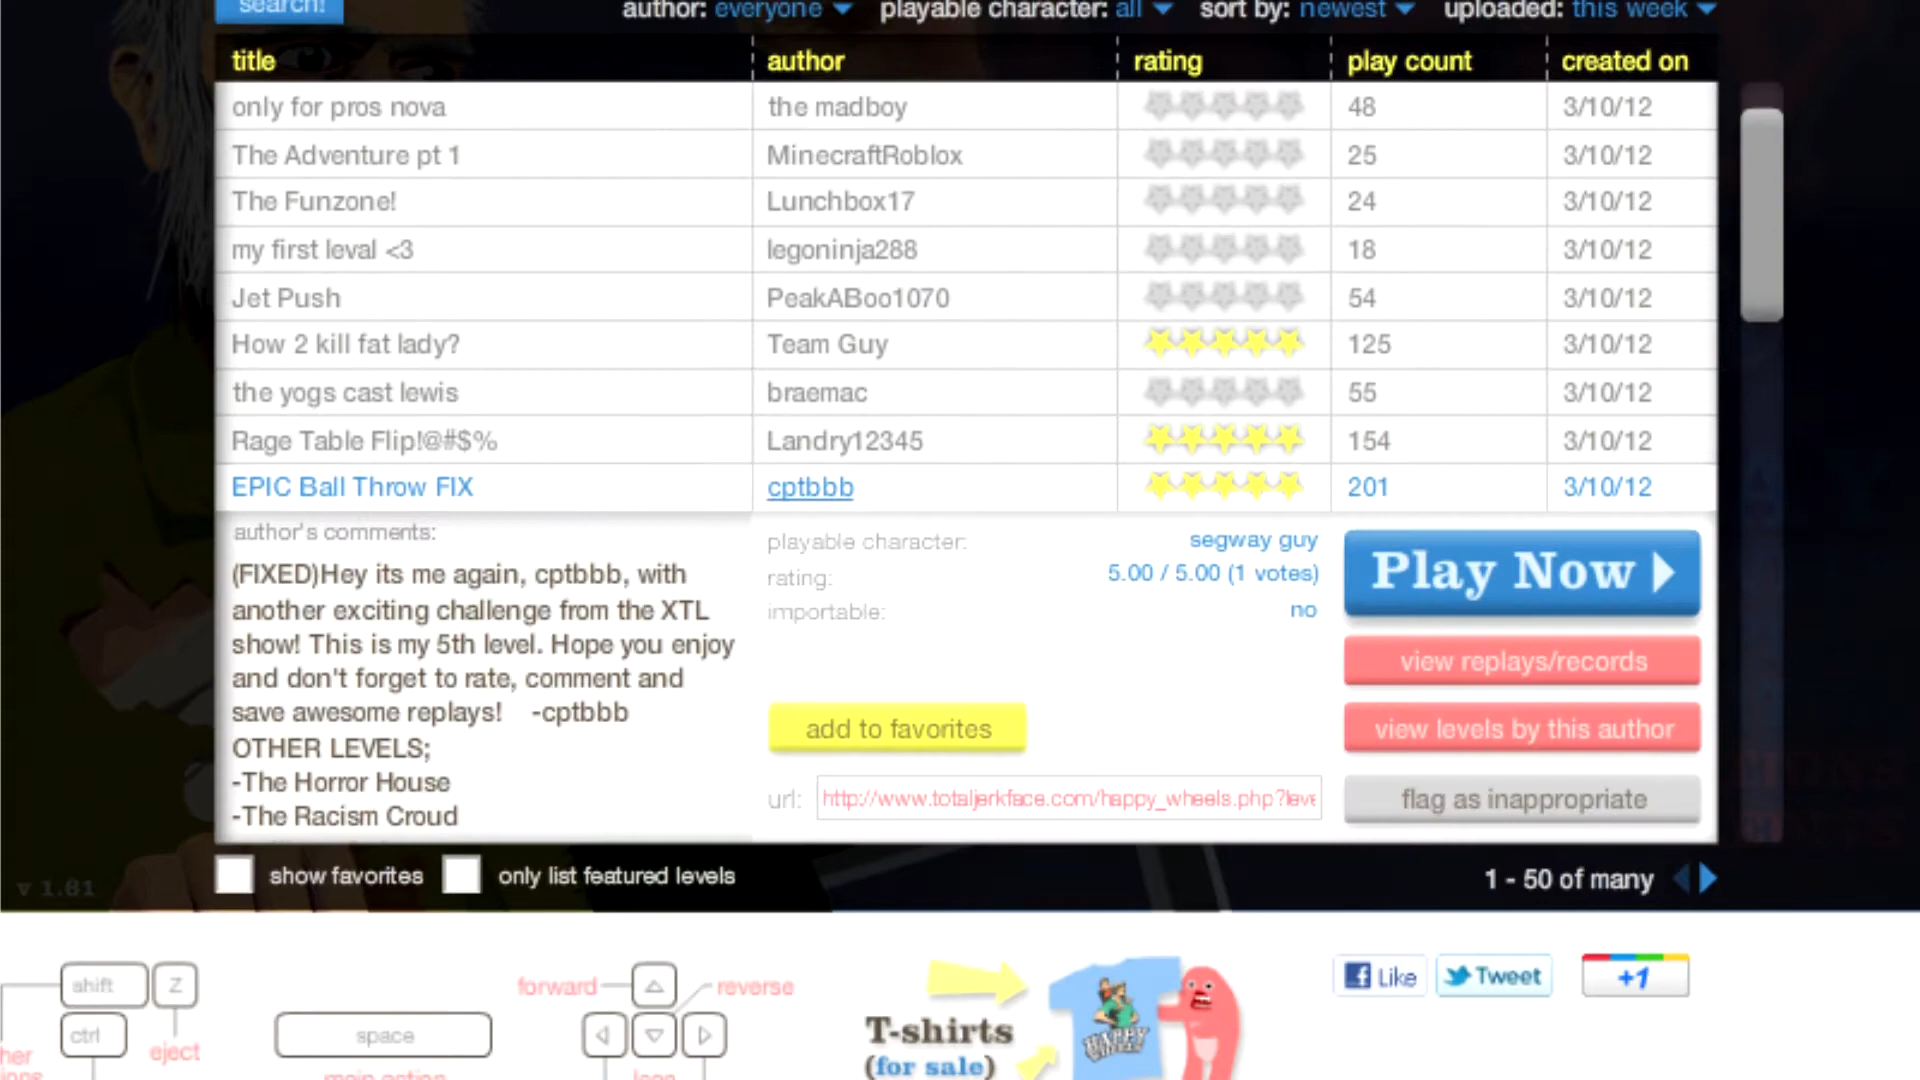 search!
author: everyone playable character: all sort by: newest uploaded: this week
title author rating play count created on
only for pros nova the madboy 48 3/10/12
The Adventure pt 1 MinecraftRoblox 25 3/10/12
The Funzone! Lunchbox17 24 3/10/12
my first leval <3 legoninja288 18 3/10/12
Jet Push PeakABoo1070 54 3/10/12
How 2 kill fat lady? Team Guy 125 3/10/12
the yogs cast lewis braemac 55 3/10/12
Rage Table Flip!@#$% Landry12345 154 3/10/12
EPIC Ball Throw FIX cptbbb 201 3/10/12
author's comments:
(FIXED)Hey its me again, cptbbb, with
another exciting challenge from the XTL
show! This is my 5th level. Hope you enjoy
and don't forget to rate, comment and
save awesome replays! -cptbbb
OTHER LEVELS;
-The Horror House
-The Racism Croud
playable character: segway guy
rating: 5.00 / 5.00 (1 votes)
importable: no
add to favorites
url: http://www.totaljerkface.com/happy_wheels.php?leve
Play Now
view replays/records
view levels by this author
flag as inappropriate
show favorites only list featured levels
1 - 50 of many
v 1.61
shift Z
ctrl
eject
space
main action
forward reverse
lean
T-shirts
(for sale)
HAPPY WHEELS
Like Tweet +1